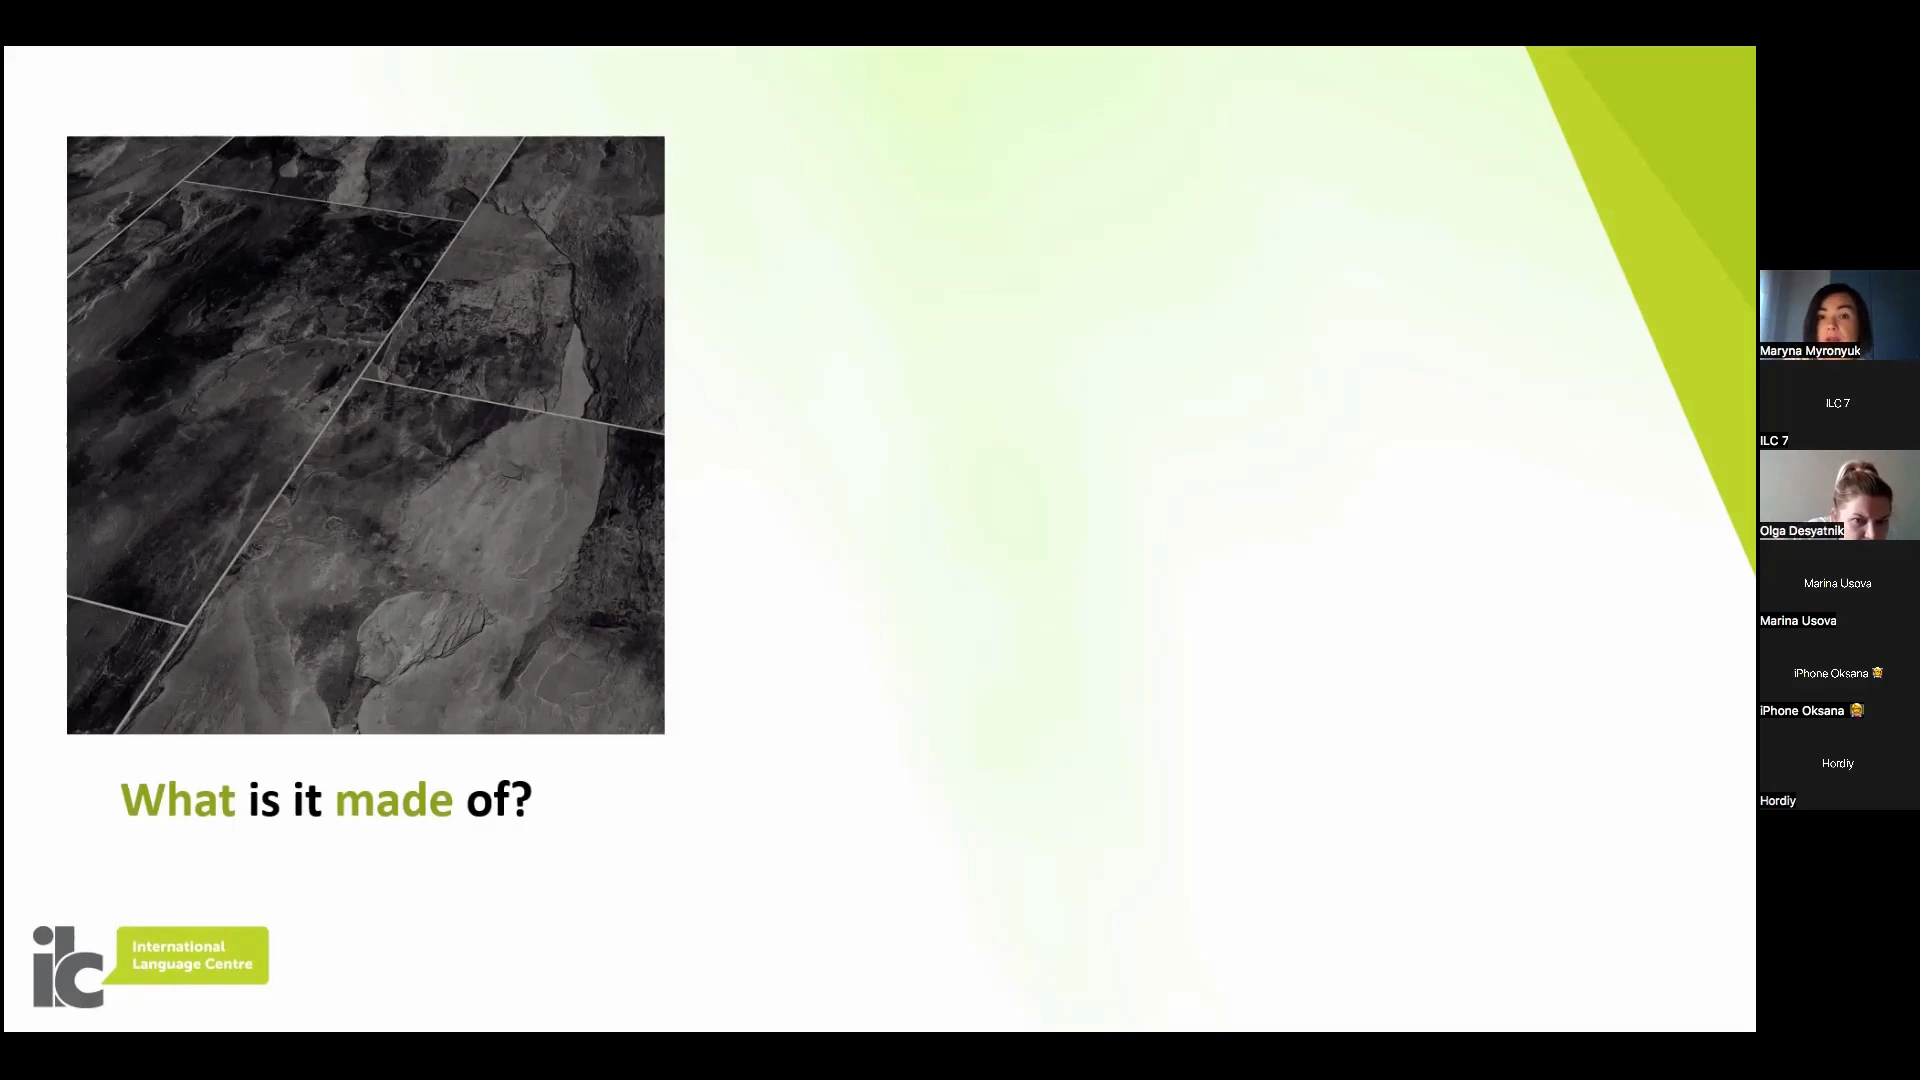 What is it made of?
ilc
International
Language Centre
Maryna Myronyuk
ILC 7
ILC 7
Olga Desyatnik
Marina Usova
Marina Usova
iPhone Oksana
iPhone Oksana
Hordiy
Hordiy